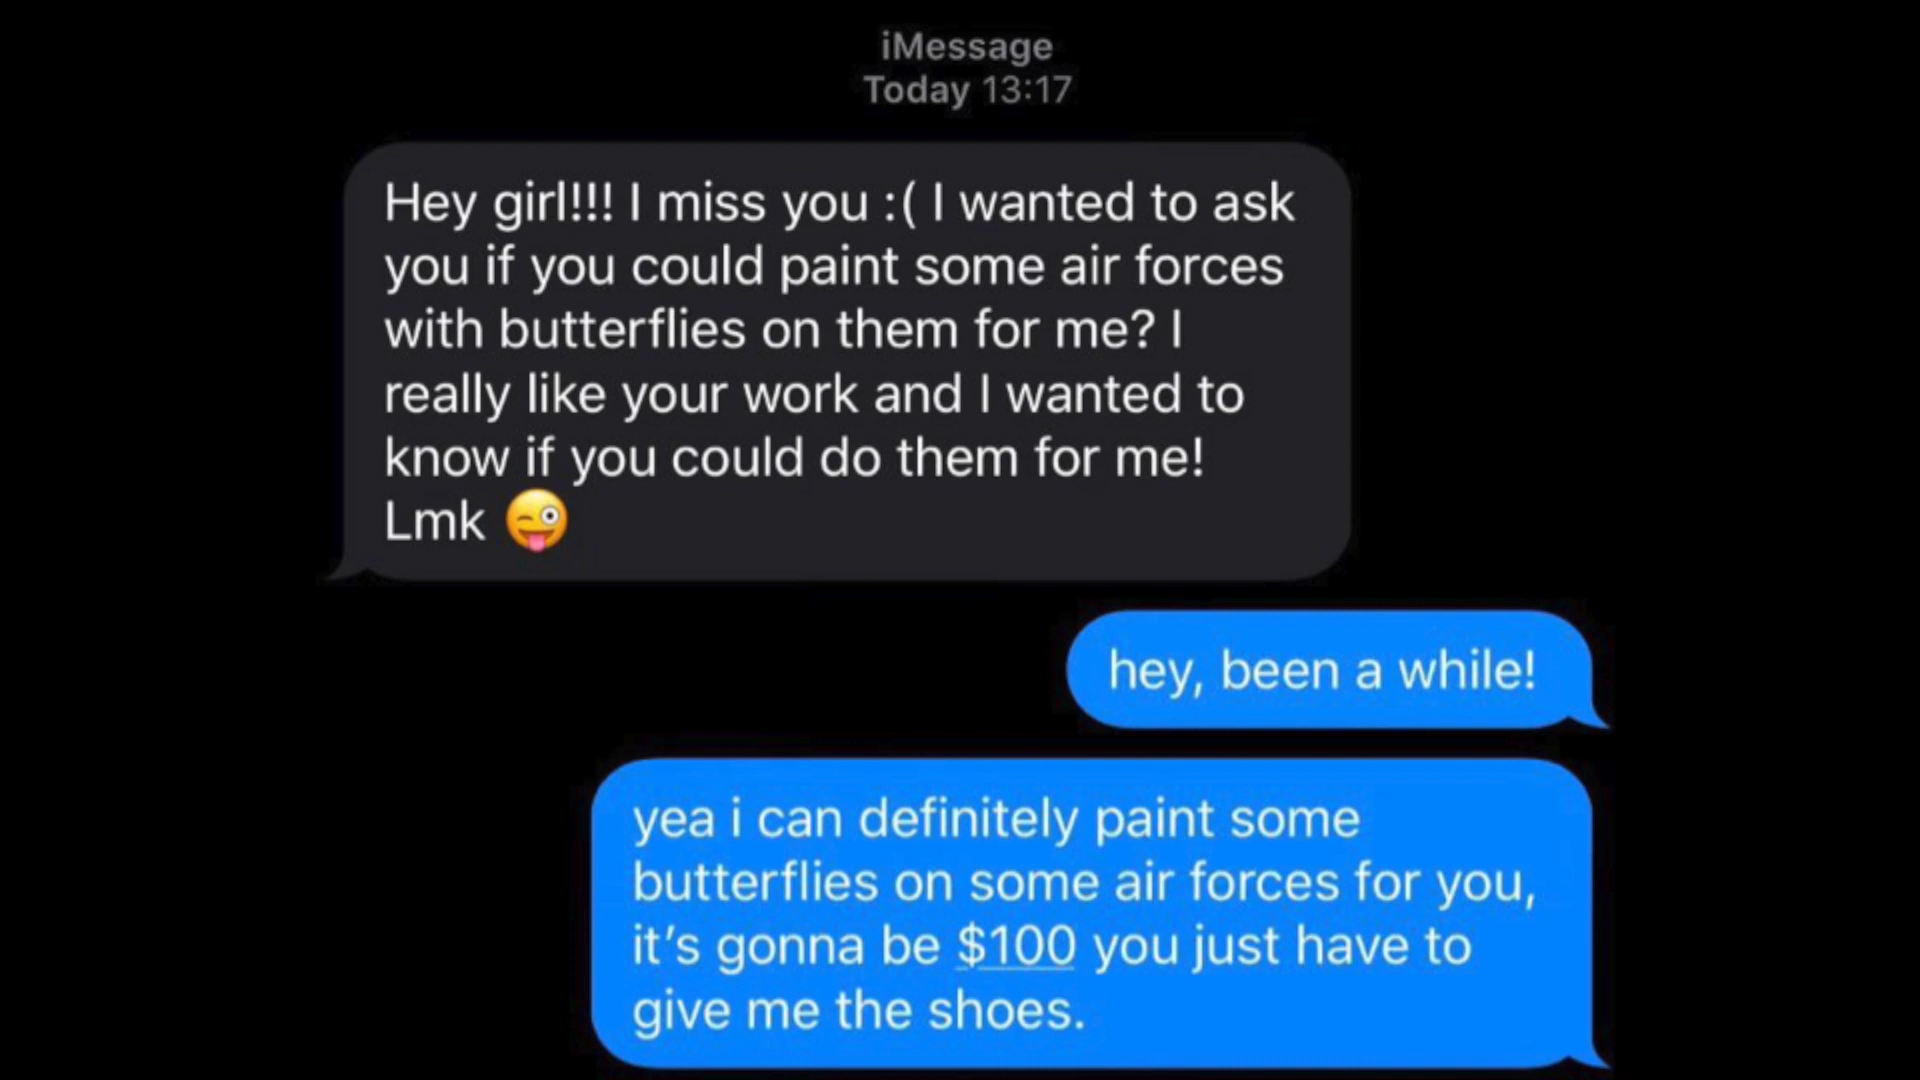 iMessage
Today 13:17
Hey girl!!! I miss you :( I wanted to ask
you if you could paint some air forces
with butterflies on them for me? I
really like your work and I wanted to
know if you could do them for me!
Lmk 😜
hey, been a while!
yea i can definitely paint some
butterflies on some air forces for you,
it’s gonna be $100 you just have to
give me the shoes.